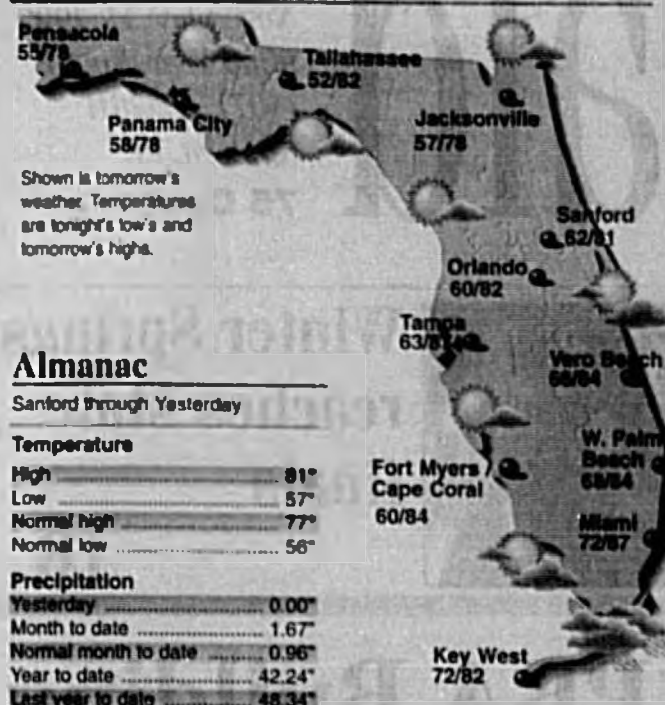 Pensacola
55/78
Tallahassee
52/82
Panama City
58/78
Jacksonville
57/78
Shown is tomorrow's
weather. Temperatures
are tonight's low's and
tomorrow's highs.
Sanford
62/81
Orlando
60/82
Tampa
Vero Beach
W. Palm
Beach
68/84
Fort Myers
Cape Coral
60/84
Miami
72/87
Key West
72/82
Almanac
Sanford through Yesterday
Temperature
High 81°
Low 57°
Normal high 77°
Normal low 56°
Precipitation
Yesterday 0.00"
Month to date 1.67"
Normal month to date 0.96"
Year to date 42.24"
Last year to date 48.34"